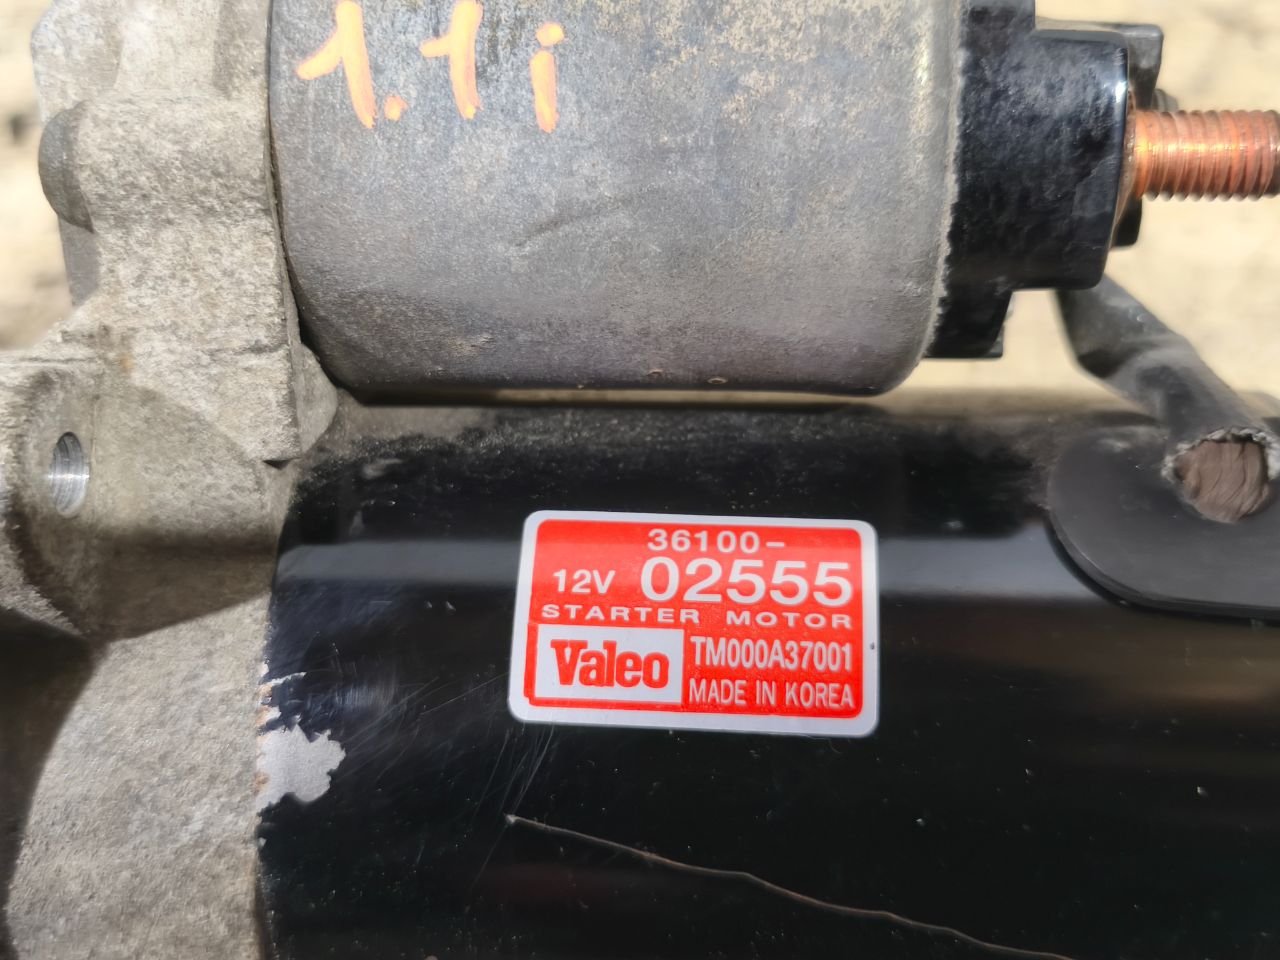 1.1i
36100-
12V 02555
STARTER MOTOR
Valeo TM000A37001
MADE IN KOREA